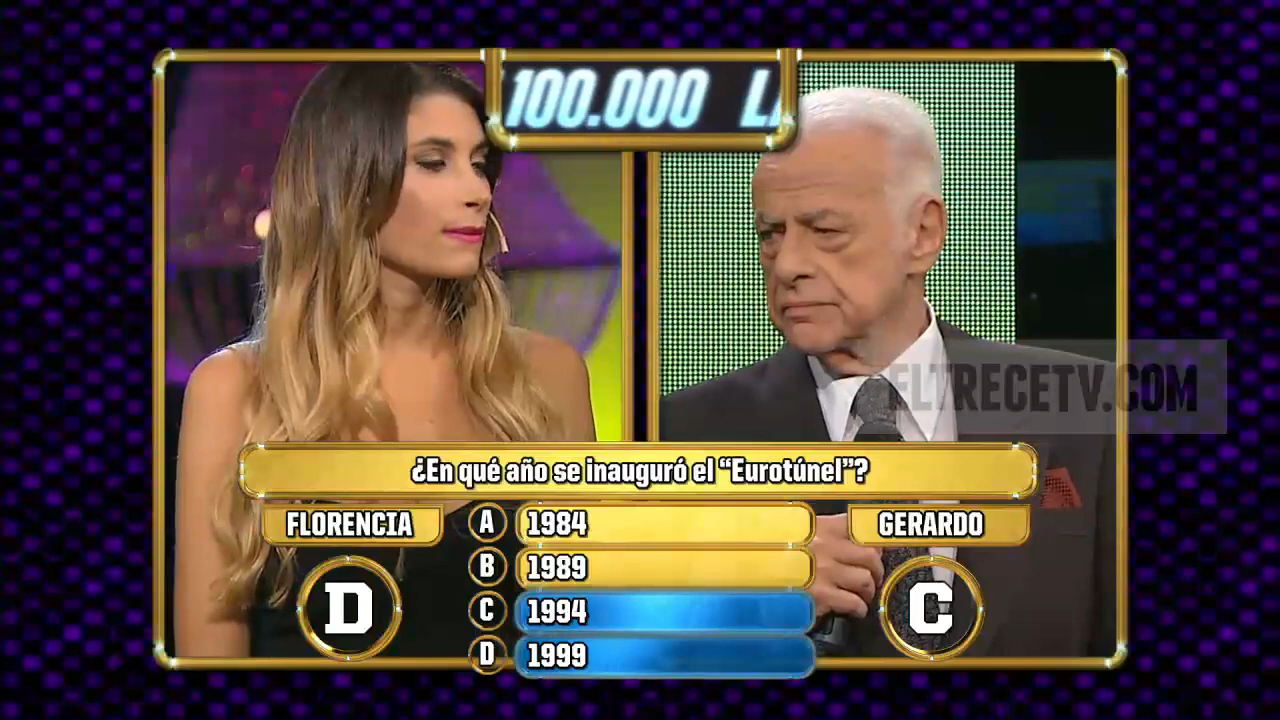 100.000
ELTRECETV.COM
¿En qué año se inauguró el “Eurotúnel”?
FLORENCIA
D
A 1984
B 1989
C 1994
D 1999
GERARDO
C